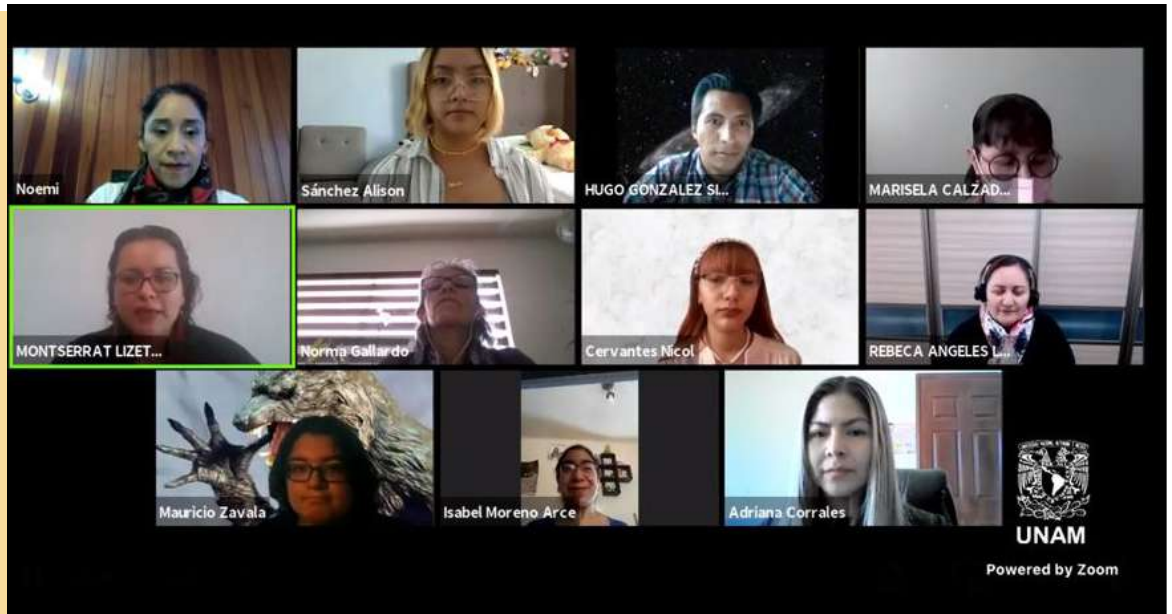 Noemi
Sánchez Alison
HUGO GONZALEZ SI...
MARISELA CALZAD...
MONTSERRAT LIZET...
Norma Gallardo
Cervantes Nicol
REBECA ANGELES L...
Mauricio Zavala
Isabel Moreno Arce
Adriana Corrales
UNAM
Powered by Zoom